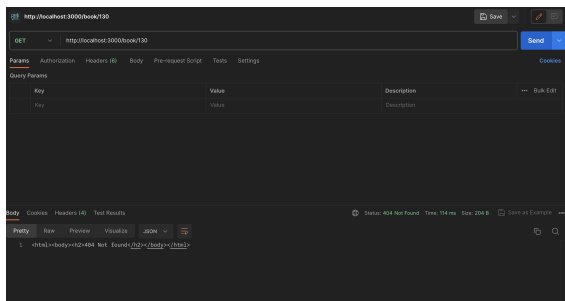 http://localhost:3000/book/130
Save
GET http://localhost:3000/book/130 Send
Params Authorization Headers (6) Body Pre-request Script Tests Settings Cookies
Query Params
Key Value Description ••• Bulk Edit
Key Value Description
Body Cookies Headers (4) Test Results Status: 404 Not Found Time: 114 ms Size: 204 B Save as Example •••
Pretty Raw Preview Visualize JSON
1 <html><body><h2>404 Not found</h2></body></html>